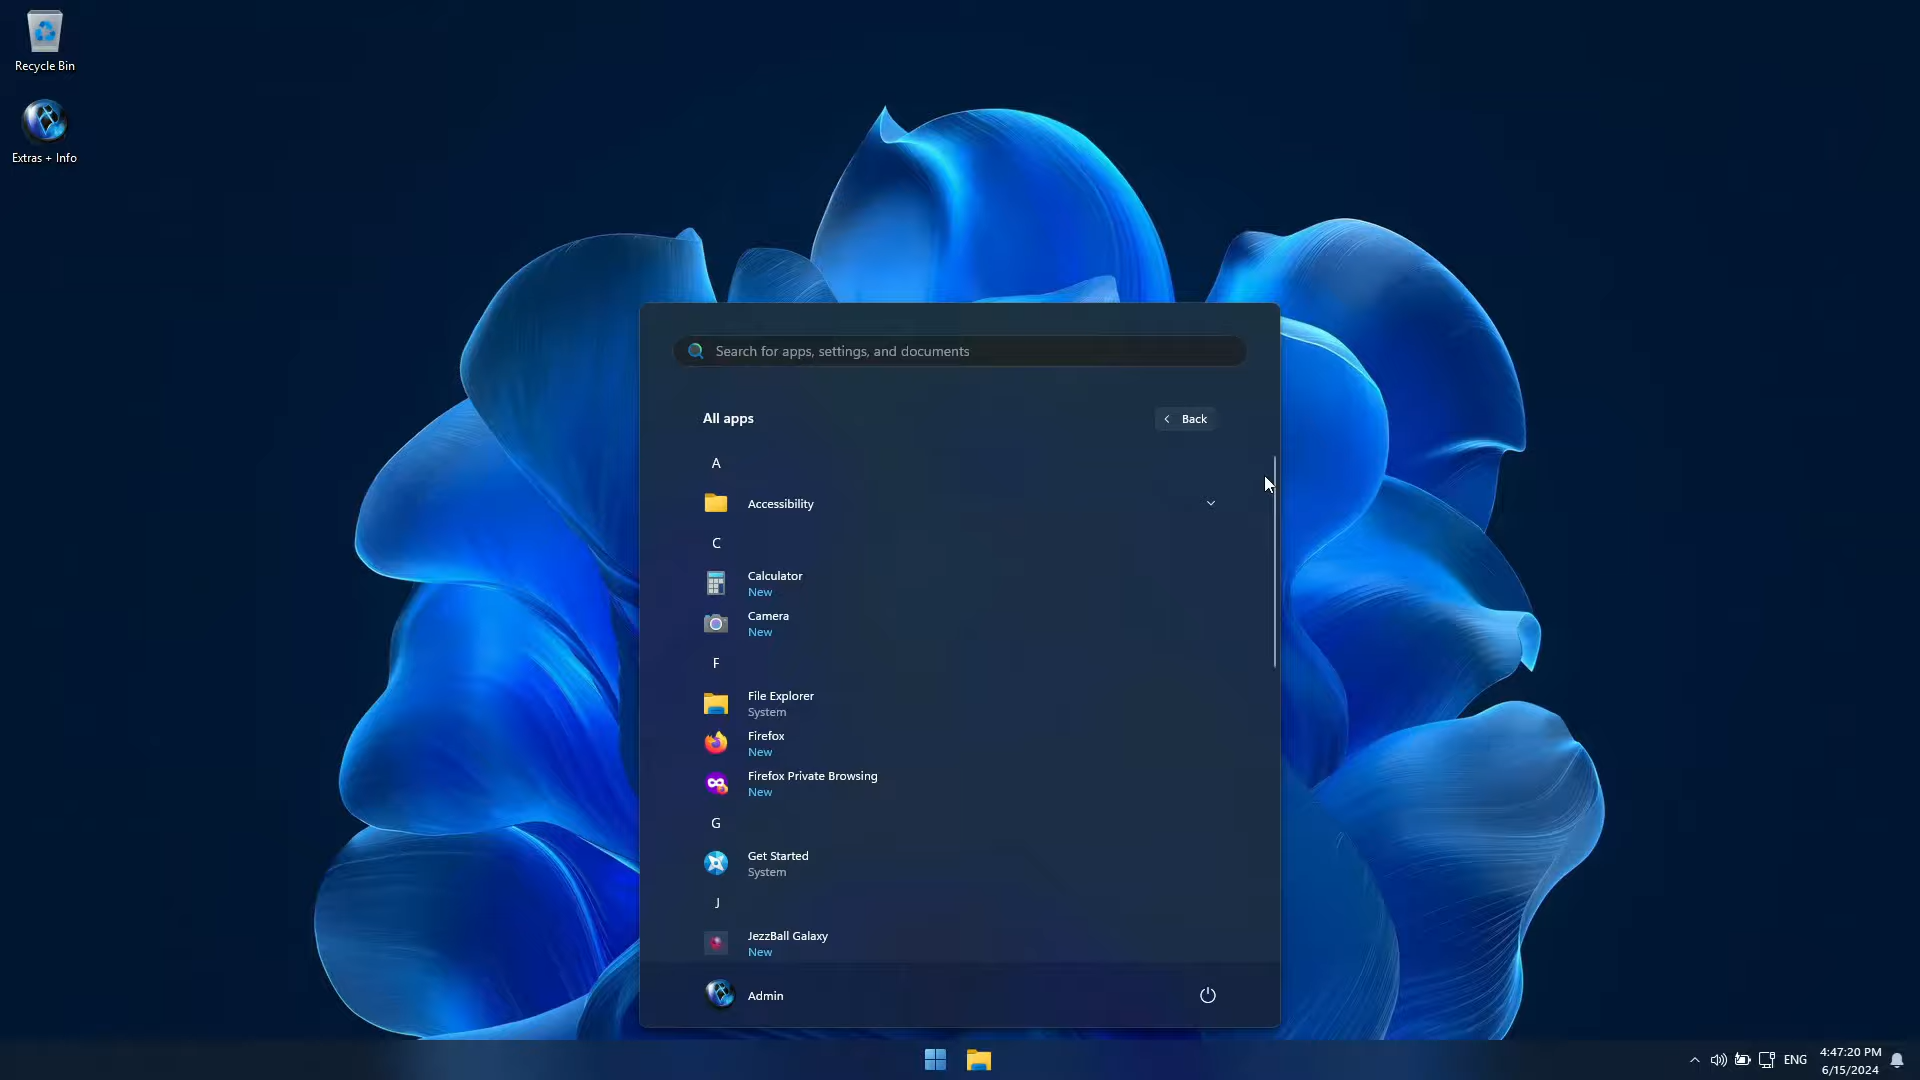 Recycle Bin
Extras + Info
Search for apps, settings, and documents
All apps
Back
A
Accessibility
C
Calculator
New
Camera
New
F
File Explorer
System
Firefox
New
Firefox Private Browsing
New
G
Get Started
System
J
JezzBall Galaxy
New
Admin
ENG
4:47:20 PM
6/15/2024